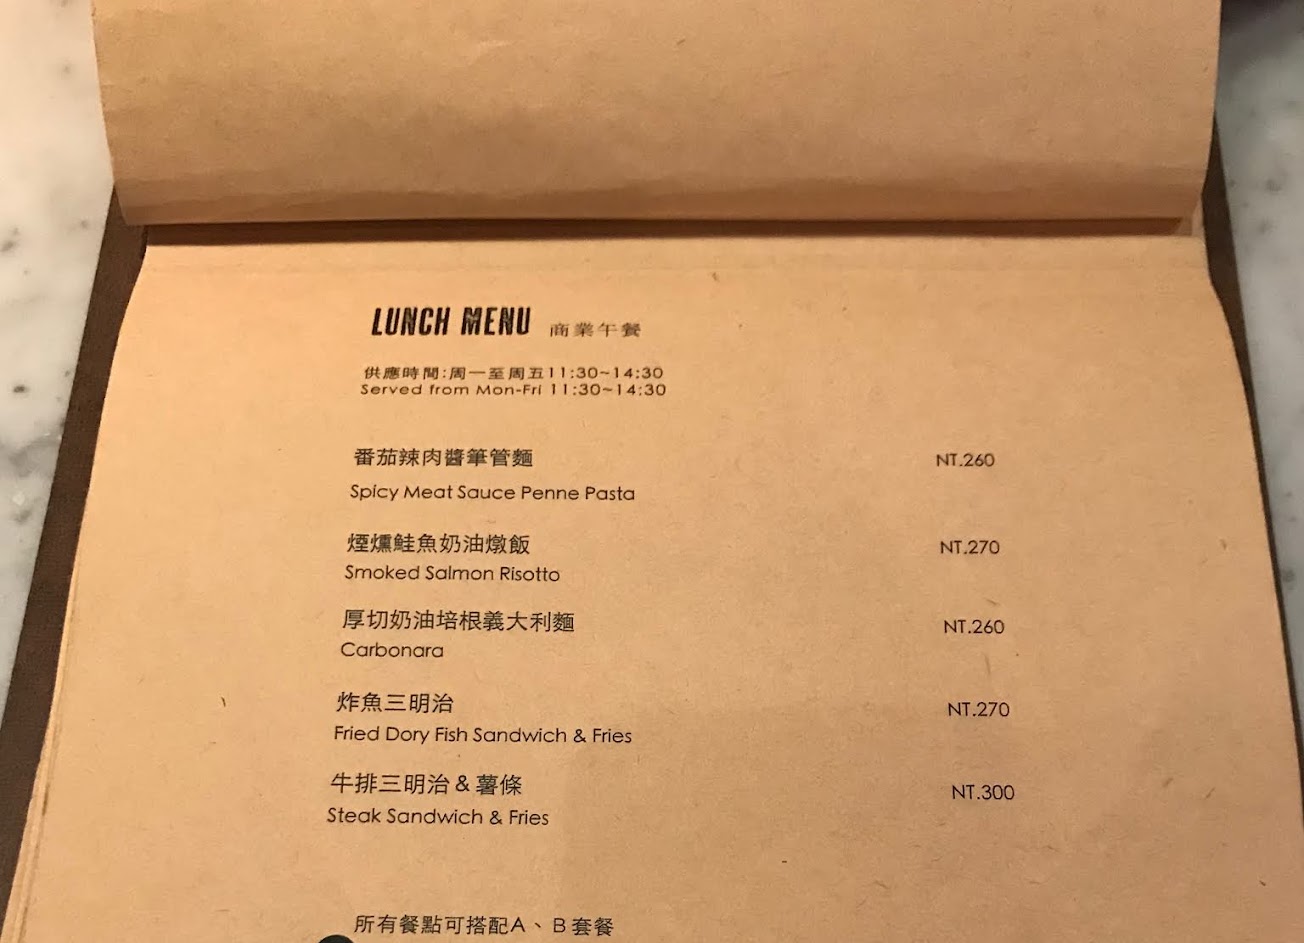 LUNCH MENU 商業午餐
供應時間:周一至周五11:30~14:30
Served from Mon-Fri 11:30~14:30
番茄辣肉醬筆管麵 NT.260
Spicy Meat Sauce Penne Pasta
煙燻鮭魚奶油燉飯 NT.270
Smoked Salmon Risotto
厚切奶油培根義大利麵 NT.260
Carbonara
炸魚三明治 NT.270
Fried Dory Fish Sandwich & Fries
牛排三明治 & 薯條 NT.300
Steak Sandwich & Fries
所有餐點可搭配A、B套餐